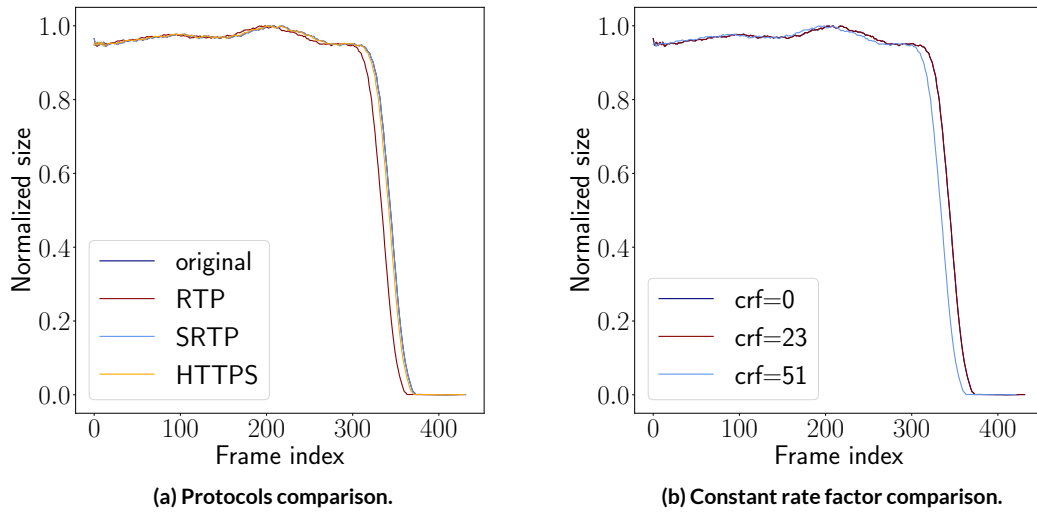 1.0
0.8
0.6
0.4
0.2
0.0
Normalized size
original
RTP
SRTP
HTTPS
0 100 200 300 400
Frame index
(a) Protocols comparison.
1.0
0.8
0.6
0.4
0.2
0.0
Normalized size
crf=0
crf=23
crf=51
0 100 200 300 400
Frame index
(b) Constant rate factor comparison.